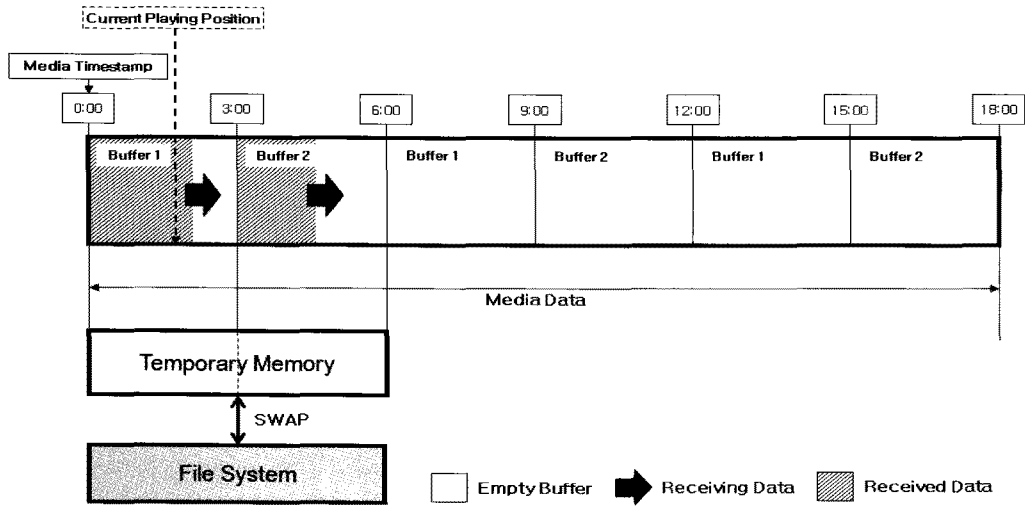 Current Playing Position
Media Timestamp
0:00
3:00
6:00
9:00
12:00
15:00
18:00
Buffer 1
Buffer 2
Buffer 1
Buffer 2
Buffer 1
Buffer 2
Media Data
Temporary Memory
SWAP
File System
Empty Buffer
Receiving Data
Received Data